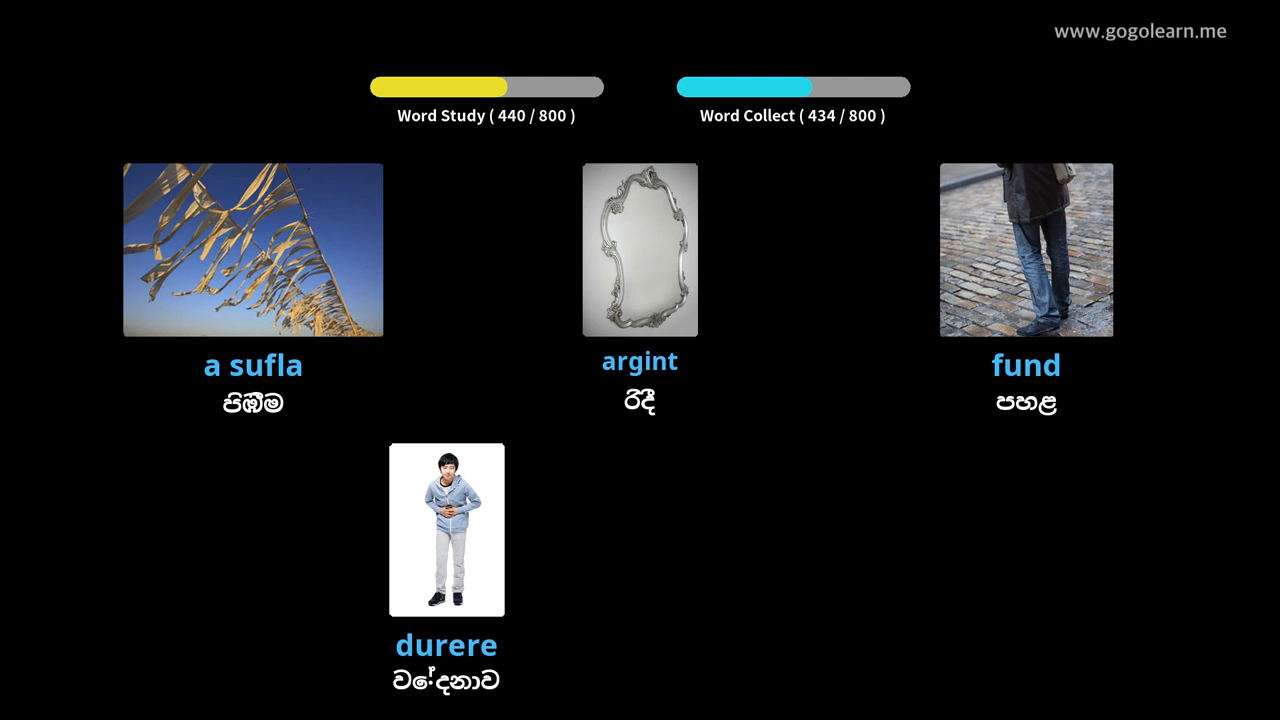 www.gogolearn.me
Word Study ( 440 / 800 )
Word Collect ( 434 / 800 )
a sufla
පිඹීම
argint
රිදී
fund
පහළ
durere
වේදනාව